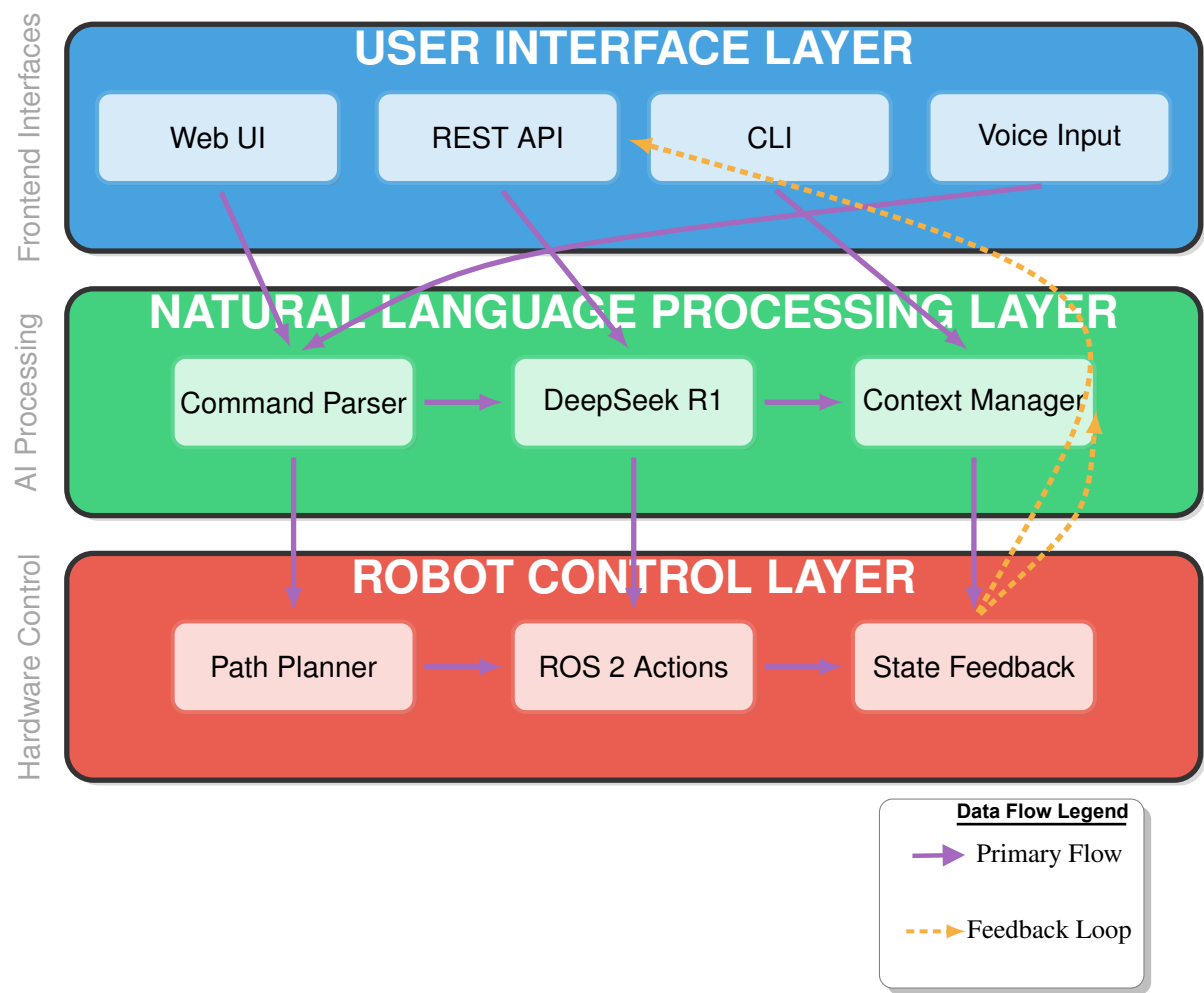 Frontend Interfaces
USER INTERFACE LAYER
Web UI
REST API
CLI
Voice Input
AI Processing
NATURAL LANGUAGE PROCESSING LAYER
Command Parser
DeepSeek R1
Context Manager
Hardware Control
ROBOT CONTROL LAYER
Path Planner
ROS 2 Actions
State Feedback
Data Flow Legend
Primary Flow
Feedback Loop